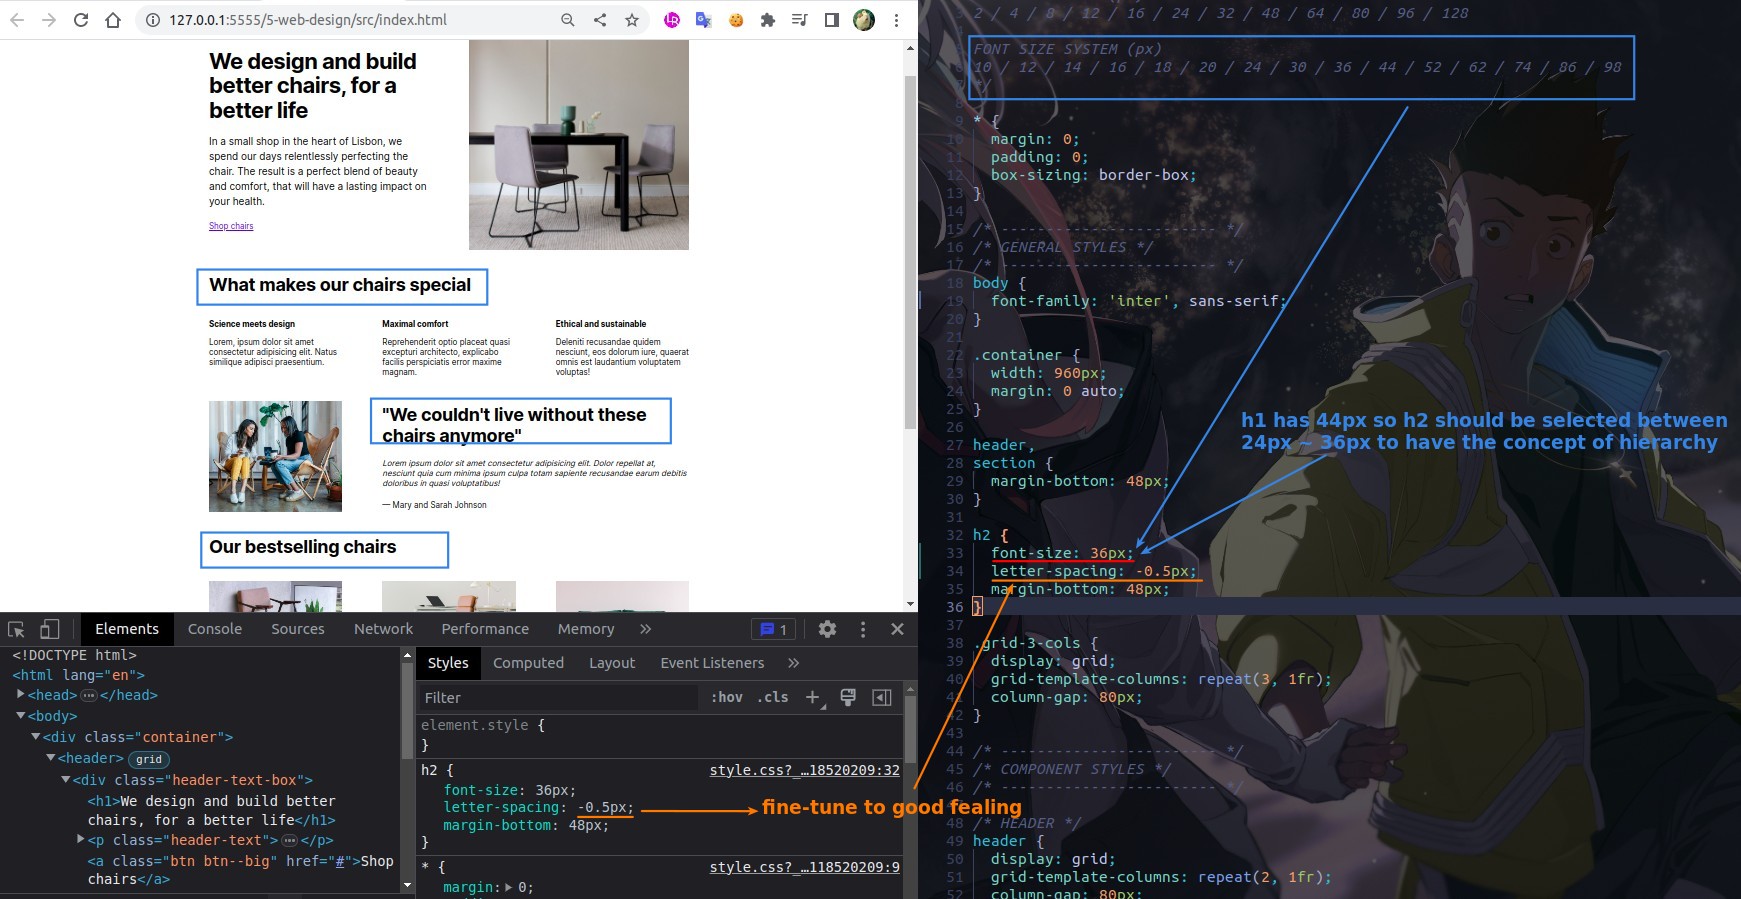 127.0.0.1:5555/5-web-design/src/index.html
We design and build
better chairs, for a
better life
In a small shop in the heart of Lisbon, we
spend our days relentlessly perfecting the
chair. The result is a perfect blend of beauty
and comfort, that will have a lasting impact on
your health.
Shop chairs
What makes our chairs special
Science meets design
Lorem, ipsum dolor sit amet
consectetur adipisicing elit. Natus
similique adipisci praesentium.
Maximal comfort
Reprehenderit optio placeat quasi
excepturi architecto, explicabo
facilis perspiciatis error maxime
magnam.
Ethical and sustainable
Deleniti recusandae quidem
nesciunt, eos dolorum iure, quaerat
omnis est laudantium voluptatem
voluptas!
"We couldn't live without these
chairs anymore"
Lorem ipsum dolor sit amet consectetur adipisicing elit. Dolor repellat at,
nesciunt quia cum minima ipsum culpa totam sapiente recusandae earum debitis
doloribus in quasi voluptatibus!
— Mary and Sarah Johnson
Our bestselling chairs
Elements Console Sources Network Performance Memory » 1
<!DOCTYPE html>
<html lang="en">
<head> ⋯ </head>
<body>
<div class="container">
<header> grid
<div class="header-text-box">
<h1>We design and build better
chairs, for a better life</h1>
<p class="header-text"> ⋯ </p>
<a class="btn btn--big" href="#">Shop
chairs</a>
Styles Computed Layout Event Listeners »
Filter :hov .cls +
element.style {
}
h2 { style.css?_…18520209:32
font-size: 36px;
letter-spacing: -0.5px;
margin-bottom: 48px;
}
* { style.css?_…118520209:9
margin: 0;
fine-tune to good fealing
2 / 4 / 8 / 12 / 16 / 24 / 32 / 48 / 64 / 80 / 96 / 128
FONT SIZE SYSTEM (px)
10 / 12 / 14 / 16 / 18 / 20 / 24 / 30 / 36 / 44 / 52 / 62 / 74 / 86 / 98
*/
8
9 * {
10 margin: 0;
11 padding: 0;
12 box-sizing: border-box;
13 }
14
15 /* ------------------------ */
16 /* GENERAL STYLES */
17 /* ------------------------ */
18 body {
19 font-family: 'inter', sans-serif;
20 }
21
22 .container {
23 width: 960px;
24 margin: 0 auto;
25 }
26
27 header,
28 section {
29 margin-bottom: 48px;
30 }
31
32 h2 {
33 font-size: 36px;
34 letter-spacing: -0.5px;
35 margin-bottom: 48px;
36 }
37
38 .grid-3-cols {
39 display: grid;
40 grid-template-columns: repeat(3, 1fr);
41 column-gap: 80px;
42 }
43
44 /* ------------------------ */
45 /* COMPONENT STYLES */
46 /* ------------------------ */
48 /* HEADER */
49 header {
50 display: grid;
51 grid-template-columns: repeat(2, 1fr);
52 column-gap: 80px;
h1 has 44px so h2 should be selected between
24px ~ 36px to have the concept of hierarchy